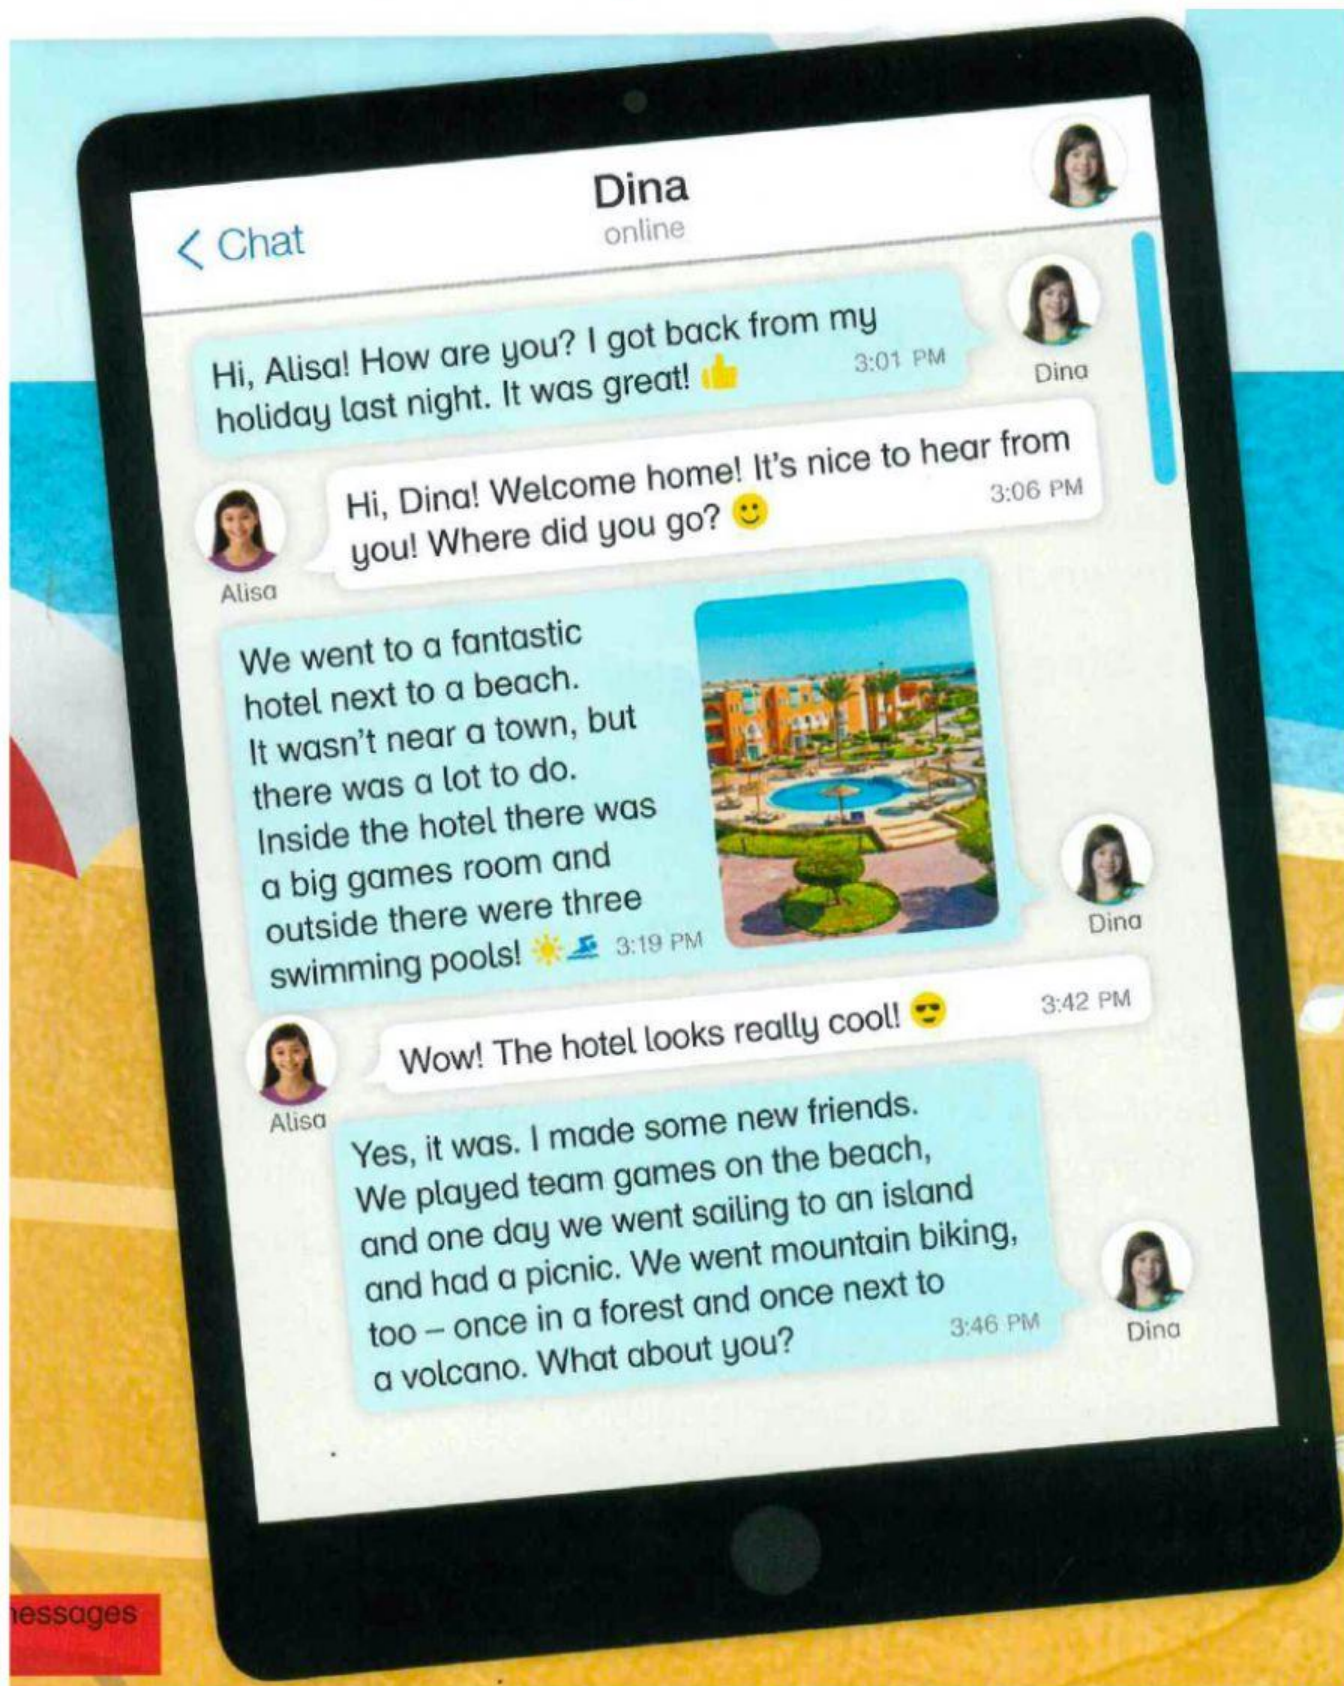 Dina
< Chat
online
Hi, Alisa! How are you? I got back from my
holiday last night. It was great!
3:01 PM
Dina
Hi, Dina! Welcome home! It's nice to hear from
you! Where did you go?
3:06 PM
Alisa
We went to a fantastic
hotel next to a beach.
It wasn't near a town, but
there was a lot to do.
Inside the hotel there was
a big games room and
outside there were three
swimming pools!
3:19 PM
Dina
Wow! The hotel looks really cool!
3:42 PM
Alisa
Yes, it was. I made some new friends.
We played team games on the beach,
and one day we went sailing to an island
and had a picnic. We went mountain biking,
too – once in a forest and once next to
a volcano. What about you?
3:46 PM
Dina